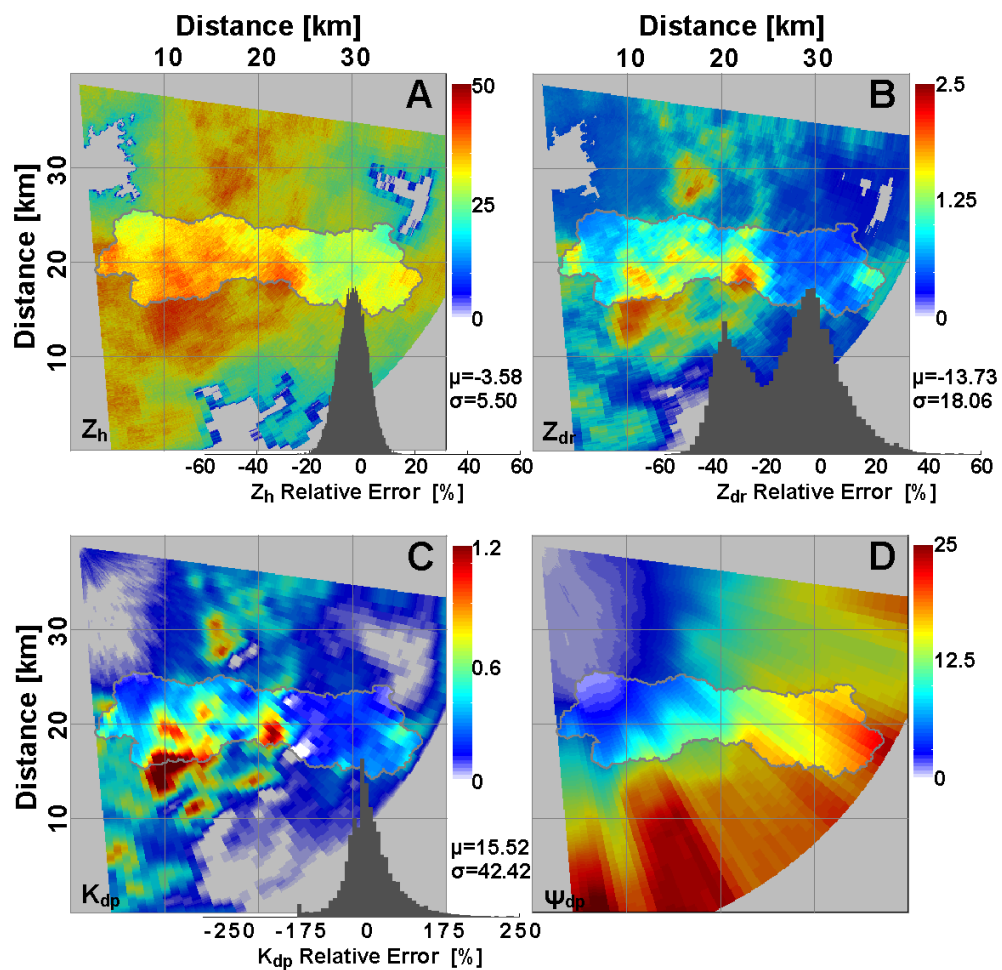 Distance [km]
Distance [km]
10 20 30
10 20 30
A
B
50
25
0
2.5
1.25
0
Distance [km]
30
20
10
μ=-3.58
σ=5.50
μ=-13.73
σ=18.06
Zh
Zdr
-60 -40 -20 0 20 40 60
-60 -40 -20 0 20 40 60
Zh Relative Error [%]
Zdr Relative Error [%]
C
D
1.2
0.6
0
25
12.5
0
Distance [km]
30
20
10
μ=15.52
σ=42.42
Kdp
Ψdp
-250 -175 0 175 250
Kdp Relative Error [%]